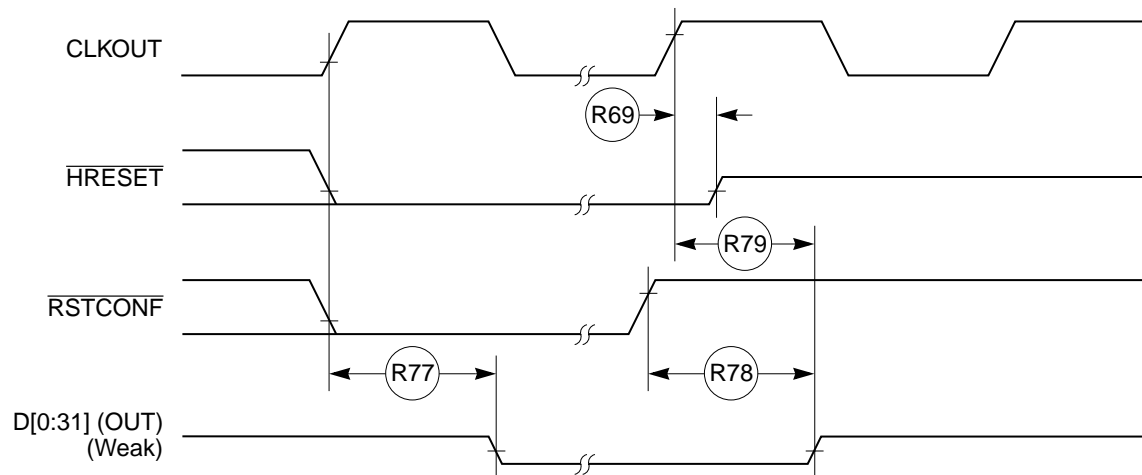 CLKOUT
R69
HRESET
R79
RSTCONF
R77
R78
D[0:31] (OUT)
(Weak)